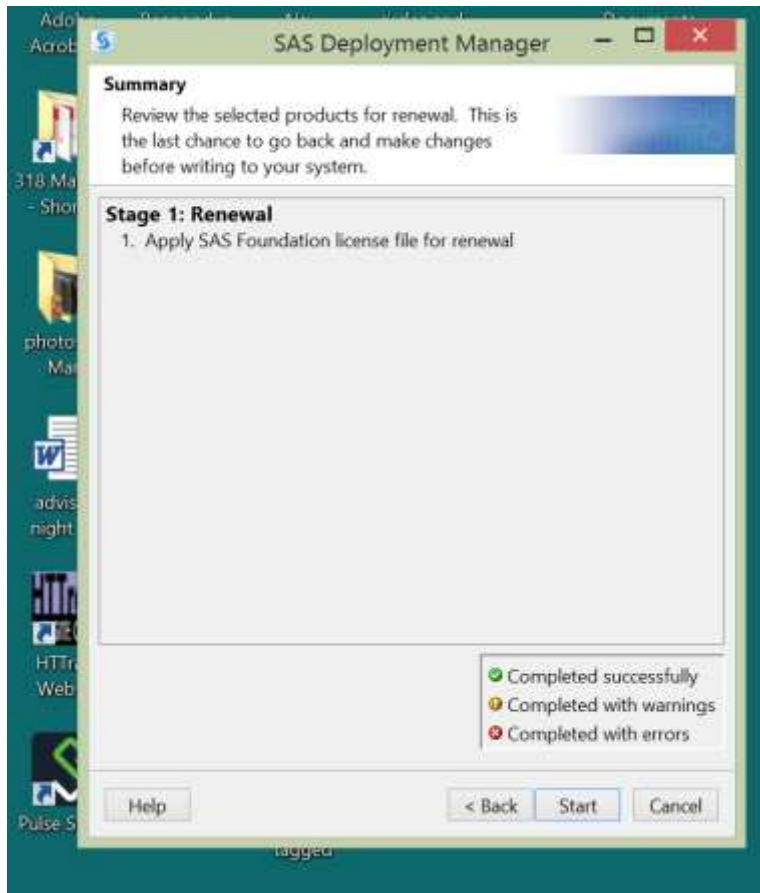 SAS Deployment Manager
Summary
Review the selected products for renewal. This is
the last chance to go back and make changes
before writing to your system.
Stage 1: Renewal
1. Apply SAS Foundation license file for renewal
Completed successfully
Completed with warnings
Completed with errors
Help
< Back
Start
Cancel
318 Ma
- Shor
photo
Ma
advis
night
HTTr
Web
Pulse S
tagged